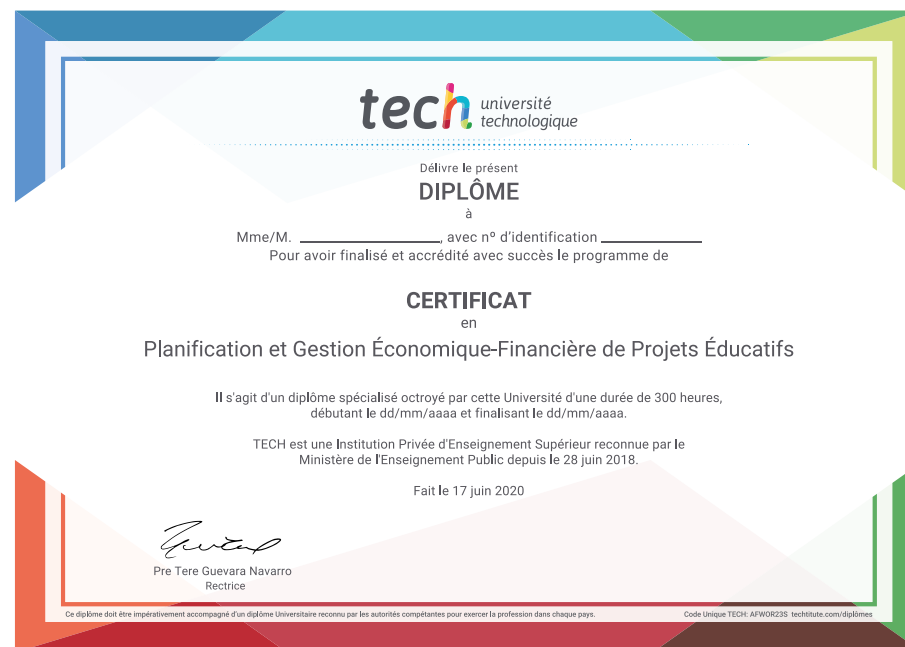 tech université
technologique
Délivre le présent
DIPLÔME
à
Mme/M. ____________________, avec nº d'identification ______________
Pour avoir finalisé et accrédité avec succès le programme de
CERTIFICAT
en
Planification et Gestion Économique-Financière de Projets Éducatifs
Il s'agit d'un diplôme spécialisé octroyé par cette Université d'une durée de 300 heures,
débutant le dd/mm/aaaa et finalisant le dd/mm/aaaa.
TECH est une Institution Privée d'Enseignement Supérieur reconnue par le
Ministère de l'Enseignement Public depuis le 28 juin 2018.
Fait le 17 juin 2020
Pre Tere Guevara Navarro
Rectrice
Ce diplôme doit être impérativement accompagné d'un diplôme Universitaire reconnu par les autorités compétentes pour exercer la profession dans chaque pays.
Code Unique TECH: AFWOR23S techtitute.com/diplômes